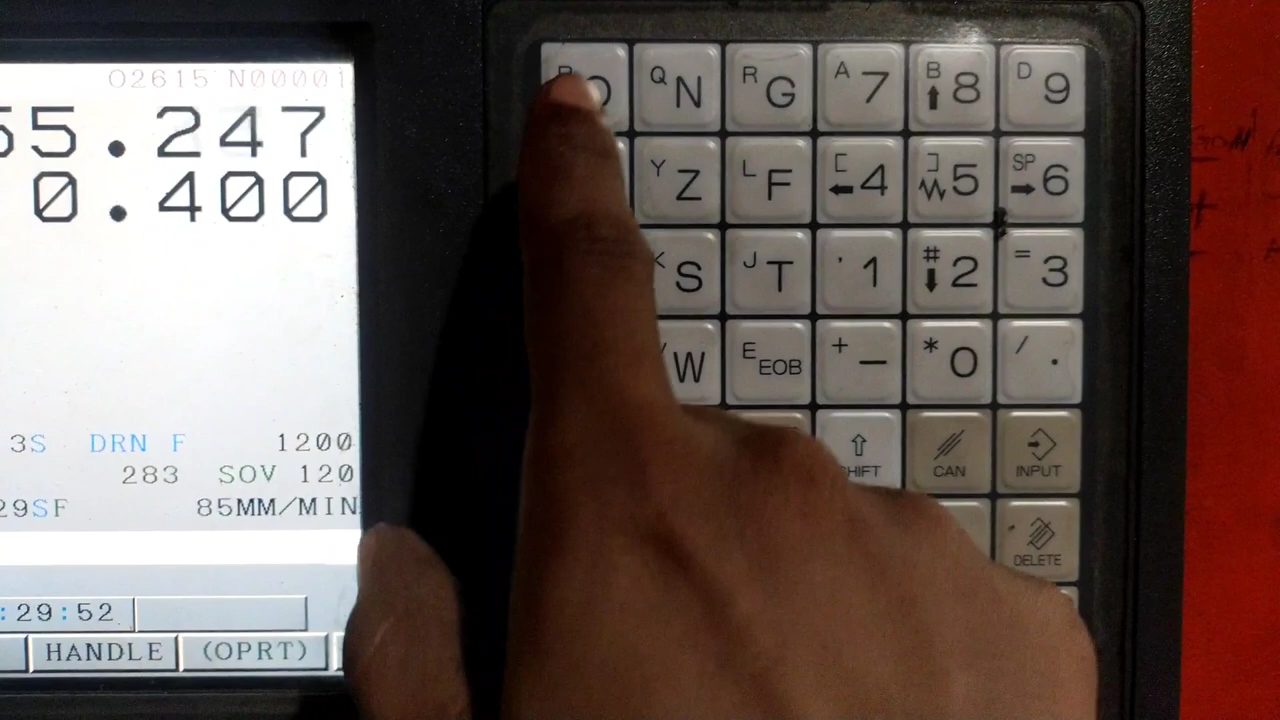 O2615 N00001
55.247
0.400
3S DRN F 1200
283 SOV 120
29SF 85MM/MIN
:29:52
HANDLE (OPRT)
P O Q N R G A 7 B 8 D 9
Y Z L F [ 4 ] 5 SP 6
K S J T ' 1 # 2 = 3
W E EOB + - * 0 / .
SHIFT CAN INPUT
DELETE